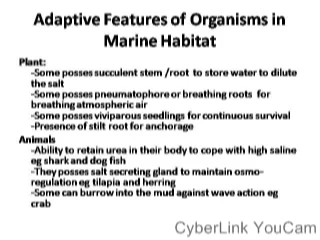 Adaptive Features of Organisms in
Marine Habitat
Plant:
-Some posses succulent stem /root to store water to dilute
the salt
-Some posses pneumatophore or breathing roots for
breathing atmospheric air
-Some posses viviparous seedlings for continuous survival
-Presence of stilt root for anchorage
Animals
-Ability to retain urea in their body to cope with high saline
eg shark and dog fish
-They posses salt secreting gland to maintain osmo-
regulation eg tilapia and herring
-Some can burrow into the mud against wave action eg
crab
CyberLink YouCam